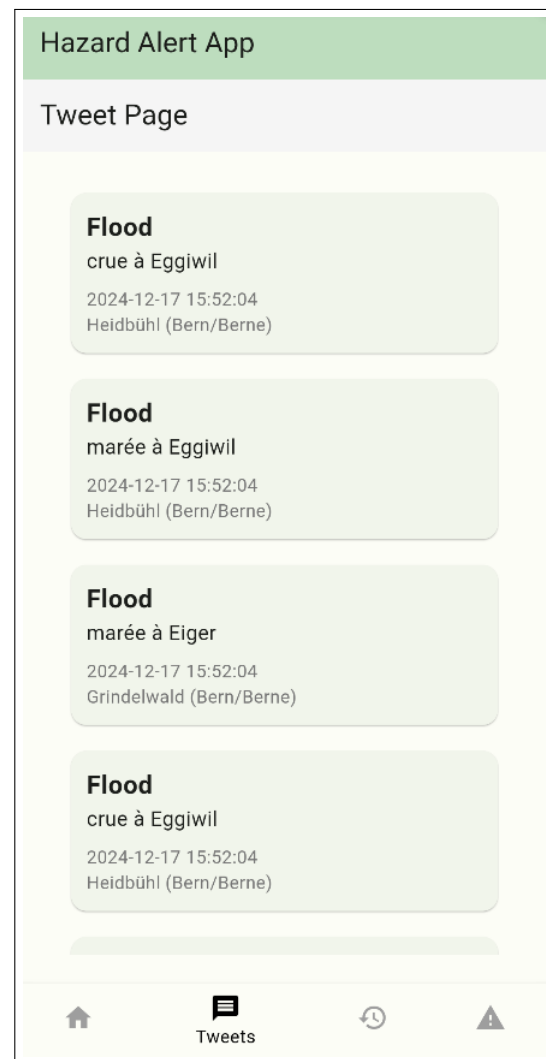 Hazard Alert App
Tweet Page
Flood
crue à Eggiwil
2024-12-17 15:52:04
Heidbühl (Bern/Berne)
Flood
marée à Eggiwil
2024-12-17 15:52:04
Heidbühl (Bern/Berne)
Flood
marée à Eiger
2024-12-17 15:52:04
Grindelwald (Bern/Berne)
Flood
crue à Eggiwil
2024-12-17 15:52:04
Heidbühl (Bern/Berne)
Tweets